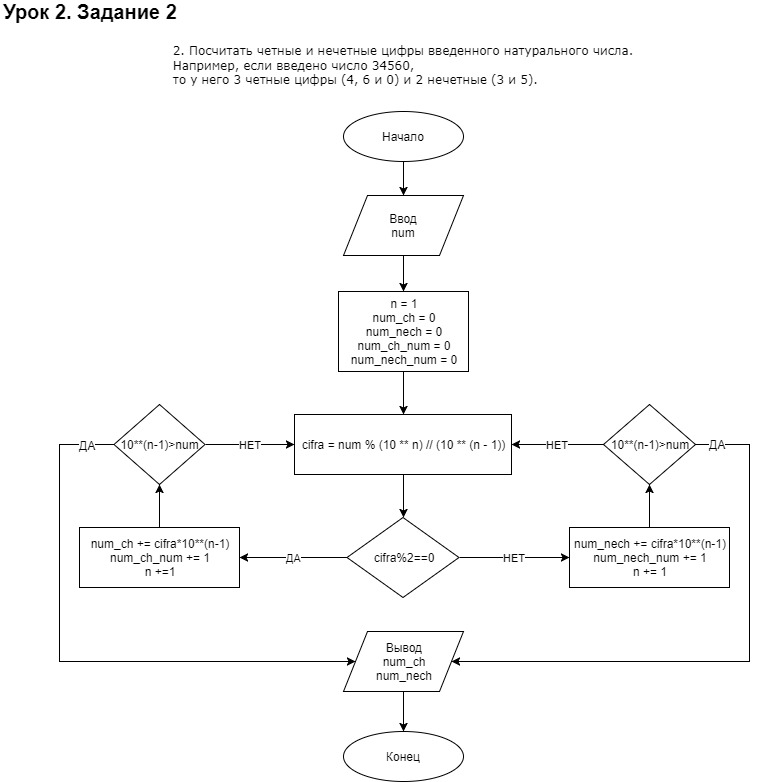 Урок 2. Задание 2
2. Посчитать четные и нечетные цифры введенного натурального числа.
Например, если введено число 34560,
то у него 3 четные цифры (4, 6 и 0) и 2 нечетные (3 и 5).
Начало
Ввод
num
n = 1
num_ch = 0
num_nech = 0
num_ch_num = 0
num_nech_num = 0
ДА
10**(n-1)>num
НЕТ
cifra = num % (10 ** n) // (10 ** (n - 1))
НЕТ
10**(n-1)>num
ДА
num_ch += cifra*10**(n-1)
num_ch_num += 1
n +=1
ДА
cifra%2==0
НЕТ
num_nech += cifra*10**(n-1)
num_nech_num += 1
n += 1
Вывод
num_ch
num_nech
Конец